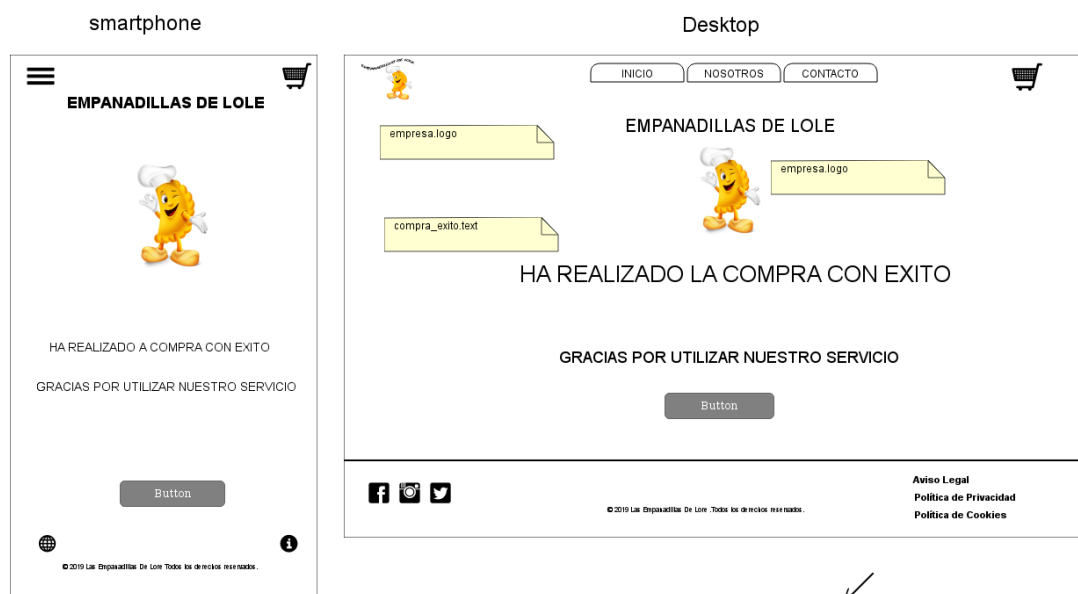 smartphone
EMPANADILLAS DE LOLE
HA REALIZADO A COMPRA CON EXITO
GRACIAS POR UTILIZAR NUESTRO SERVICIO
Button
© 2019 Las Empanadillas De Lore Todos los derechos reservados.
Desktop
EMPANADILLAS DE LOLE
INICIO
NOSOTROS
CONTACTO
empresa.logo
EMPANADILLAS DE LOLE
empresa.logo
compra_exito.text
HA REALIZADO LA COMPRA CON EXITO
GRACIAS POR UTILIZAR NUESTRO SERVICIO
Button
© 2019 Las Empanadillas De Lore .Todos los derechos reservados.
Aviso Legal
Política de Privacidad
Política de Cookies